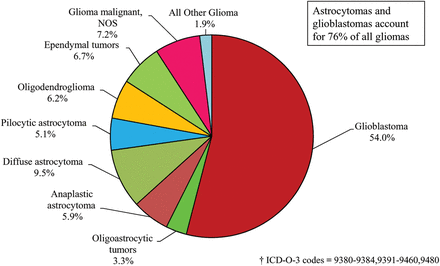 Astrocytomas and
glioblastomas account
for 76% of all gliomas
Glioma malignant,
NOS
7.2%
All Other Glioma
1.9%
Ependymal tumors
6.7%
Oligodendroglioma
6.2%
Pilocytic astrocytoma
5.1%
Diffuse astrocytoma
9.5%
Anaplastic
astrocytoma
5.9%
Oligoastrocytic
tumors
3.3%
Glioblastoma
54.0%
† ICD-O-3 codes = 9380-9384,9391-9460,9480